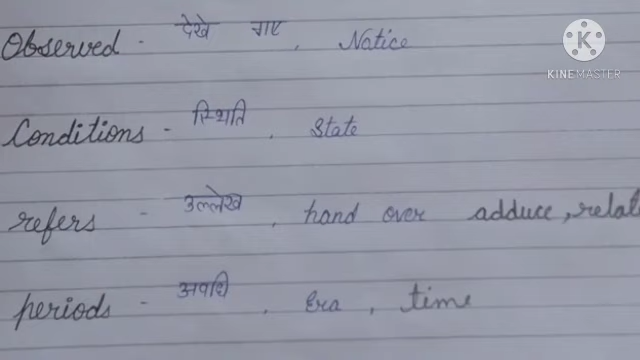 Observed - देखे गए, Notice
Conditions - स्थिति, State
refers - उल्लेख, hand over adduce, relat
periods - अवधि, Era, time
KINEMASTER